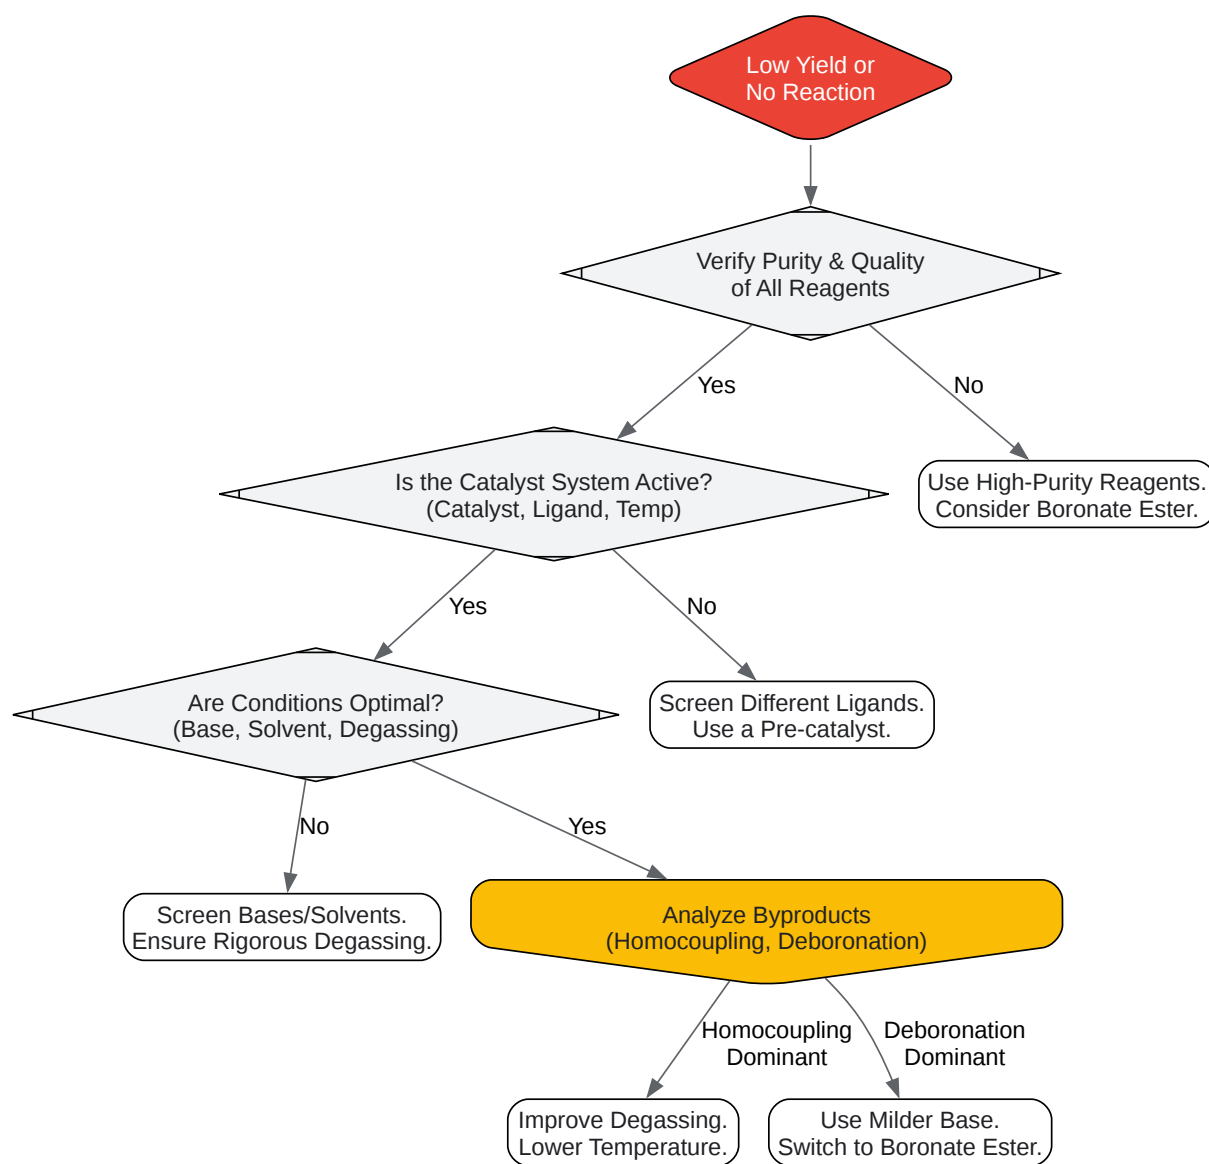 Low Yield or
No Reaction
Verify Purity & Quality
of All Reagents
Yes
No
Is the Catalyst System Active?
(Catalyst, Ligand, Temp)
Use High-Purity Reagents.
Consider Boronate Ester.
Yes
No
Are Conditions Optimal?
(Base, Solvent, Degassing)
Screen Different Ligands.
Use a Pre-catalyst.
No
Yes
Screen Bases/Solvents.
Ensure Rigorous Degassing.
Analyze Byproducts
(Homocoupling, Deboronation)
Homocoupling
Dominant
Deboronation
Dominant
Improve Degassing.
Lower Temperature.
Use Milder Base.
Switch to Boronate Ester.